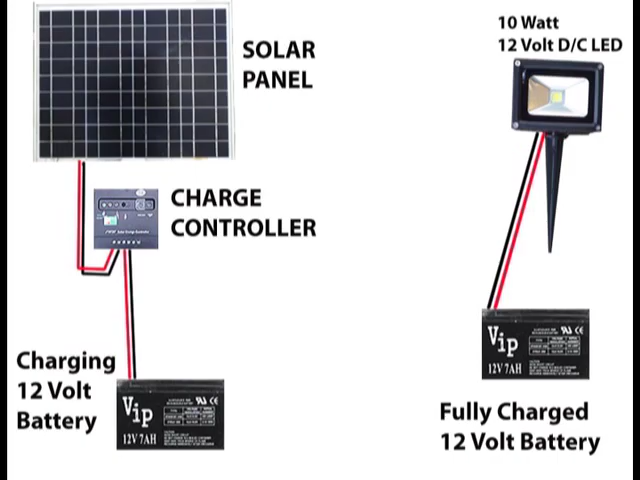 SOLAR
PANEL
10 Watt
12 Volt D/C LED
CHARGE
CONTROLLER
Charging
12 Volt
Battery
Vip
12V 7AH
Vip
12V 7AH
Fully Charged
12 Volt Battery